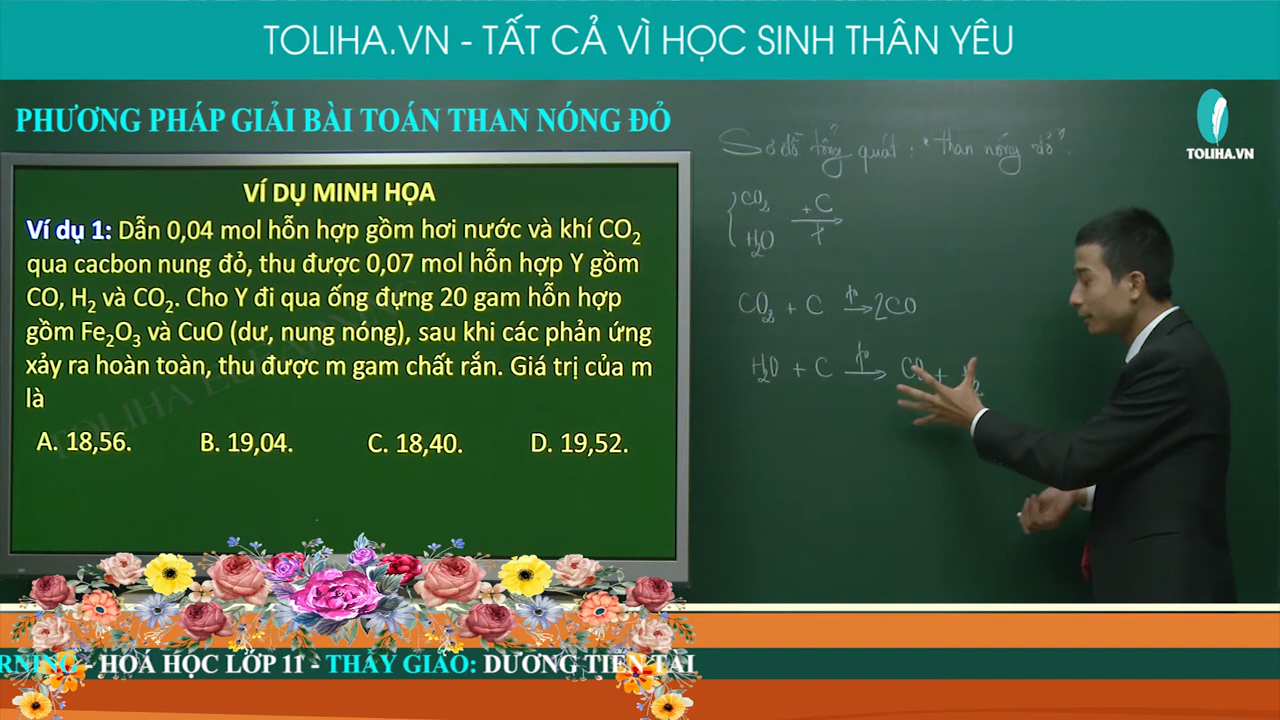 TOLIHA.VN - TẤT CẢ VÌ HỌC SINH THÂN YÊU
PHƯƠNG PHÁP GIẢI BÀI TOÁN THAN NÓNG ĐỎ
TOLIHA.VN
VÍ DỤ MINH HỌA
Ví dụ 1: Dẫn 0,04 mol hỗn hợp gồm hơi nước và khí CO₂
qua cacbon nung đỏ, thu được 0,07 mol hỗn hợp Y gồm
CO, H₂ và CO₂. Cho Y đi qua ống đựng 20 gam hỗn hợp
gồm Fe₂O₃ và CuO (dư, nung nóng), sau khi các phản ứng
xảy ra hoàn toàn, thu được m gam chất rắn. Giá trị của m
là
A. 18,56. B. 19,04. C. 18,40. D. 19,52.
Sơ đồ tổng quát: "than nóng đỏ".
CO₂ + C
H₂O t°
CO₂ + C t° → 2CO
H₂O + C t° → CO + H₂
RNING - HOÁ HỌC LỚP 11 - THẦY GIÁO: DƯƠNG TIẾN TÀI